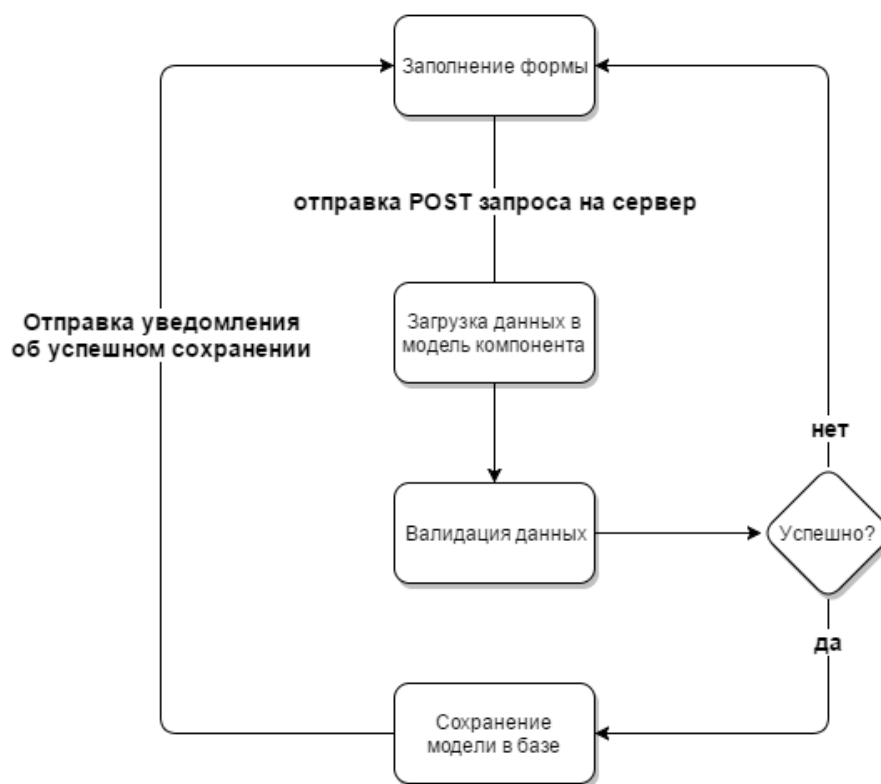 Заполнение формы
отправка POST запроса на сервер
Загрузка данных в
модель компонента
Отправка уведомления
об успешном сохранении
нет
Валидация данных
Успешно?
да
Сохранение
модели в базе